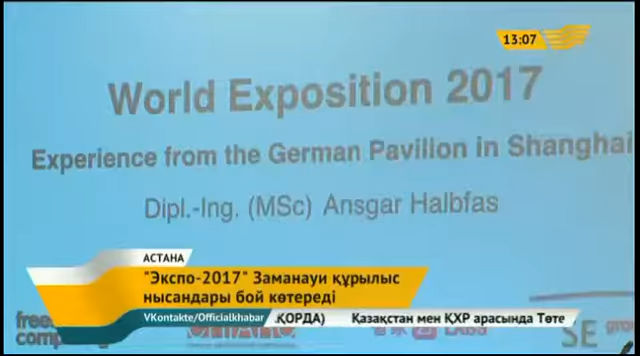 13:07
World Exposition 2017
Experience from the German Pavilion in Shanghai
Dipl.-Ing. (MSc) Ansgar Halbfas
АСТАНА
"Экспо-2017" Заманауи құрылыс
нысандары бой көтереді
VKontakte/Officialkhabar .ҚОРДА) Қазақстан мен ҚХР арасында Төте
SE